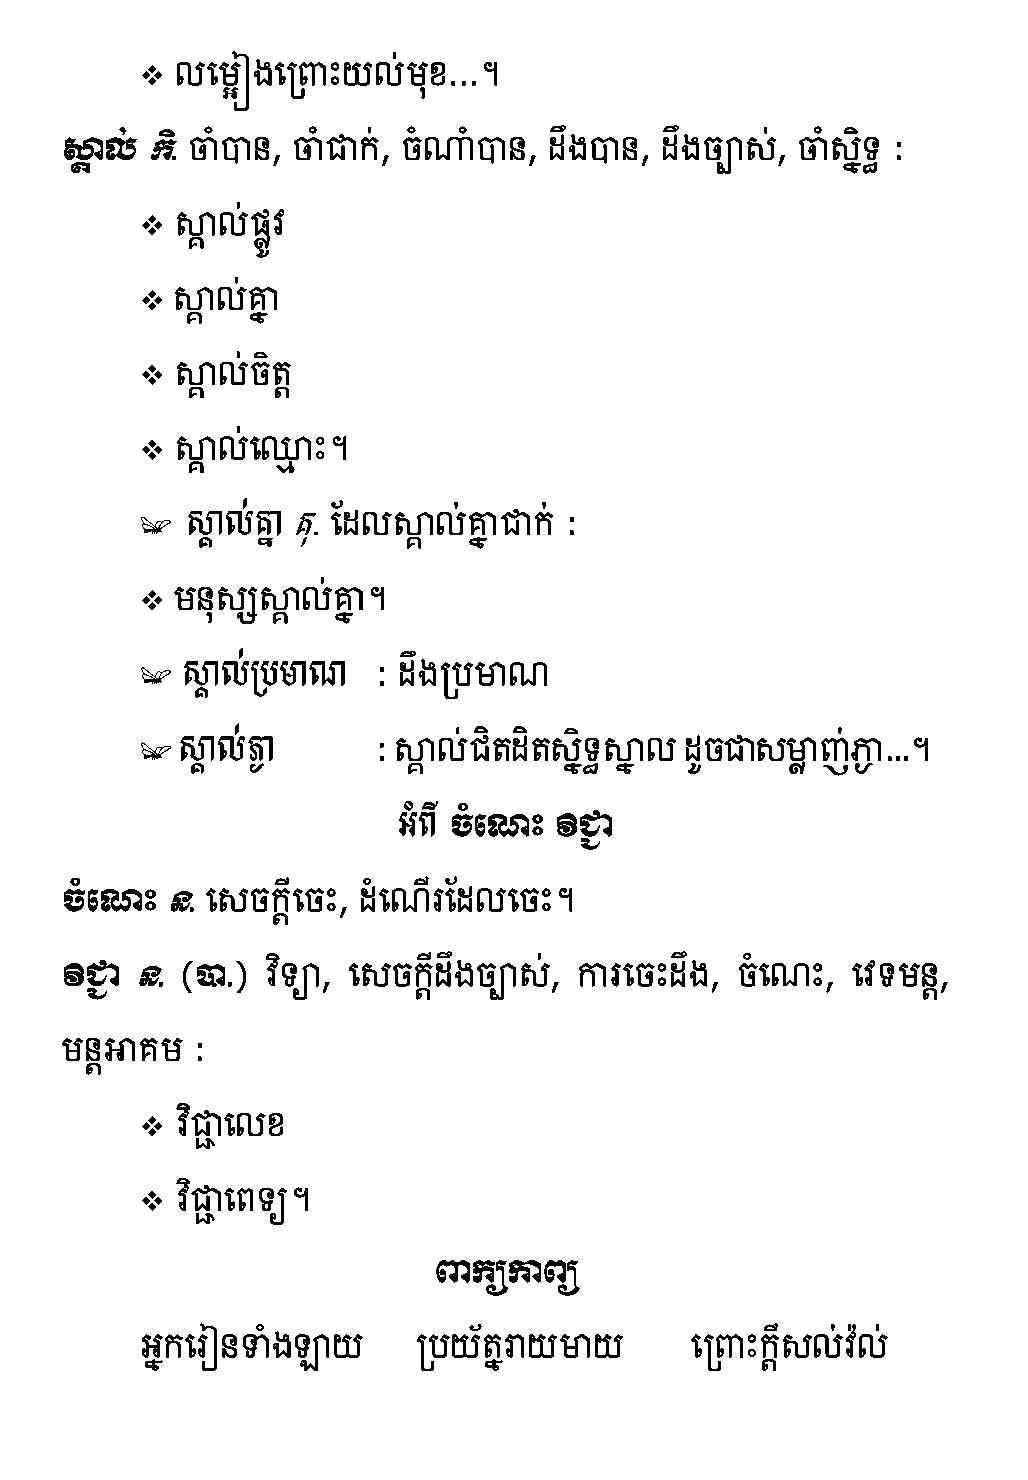 ❖ លម្អៀងព្រោះយល់មុខ...។
ស្គាល់ កិ. ចាំបាន, ចាំជាក់, ចំណាំបាន, ដឹងបាន, ដឹងច្បាស់, ចាំស្និទ្ធ :
❖ ស្គាល់ផ្លូវ
❖ ស្គាល់គ្នា
❖ ស្គាល់ចិត្ត
❖ ស្គាល់ឈ្មោះ។
ស្គាល់គ្នា គុ. ដែលស្គាល់គ្នាជាក់ :
❖ មនុស្សស្គាល់គ្នា។
ស្គាល់ប្រមាណ : ដឹងប្រមាណ
ស្គាល់ភ្ងា : ស្គាល់ជិតដិតស្និទ្ធស្នាល ដូចជាសម្លាញ់ភ្ងា...។
អំពី ចំណេះ វិជ្ជា
ចំណេះ ន. សេចក្ដីចេះ, ដំណើរដែលចេះ។
វិជ្ជា ន. (បា.) វិទ្យា, សេចក្ដីដឹងច្បាស់, ការចេះដឹង, ចំណេះ, វេទមន្ត,
មន្តអាគម :
❖ វិជ្ជាលេខ
❖ វិជ្ជាពេទ្យ។
ពាក្យកាព្យ
អ្នករៀនទាំងឡាយ ប្រយ័ត្នរាយមាយ ព្រោះក្ដីសល់វ៉ល់